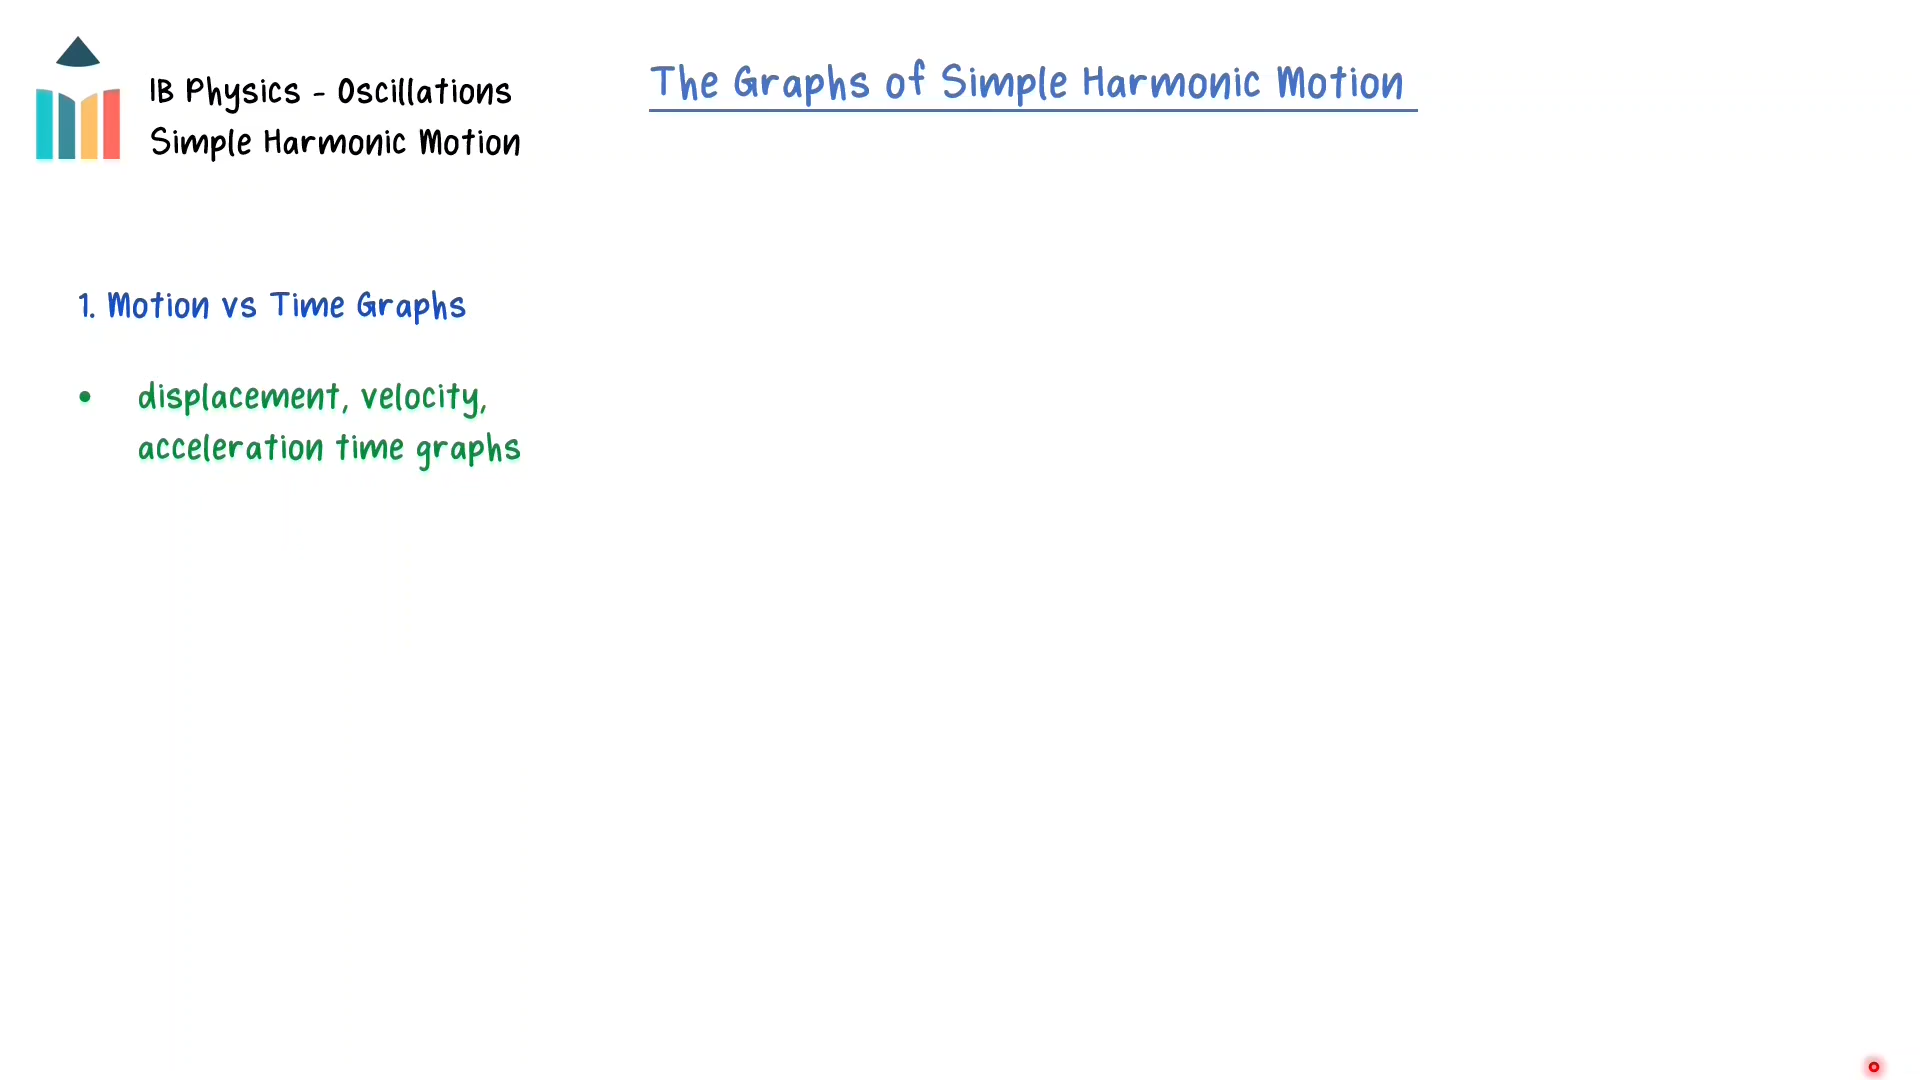 IB Physics - Oscillations
Simple Harmonic Motion
The Graphs of Simple Harmonic Motion
1. Motion vs Time Graphs
• displacement, velocity,
acceleration time graphs